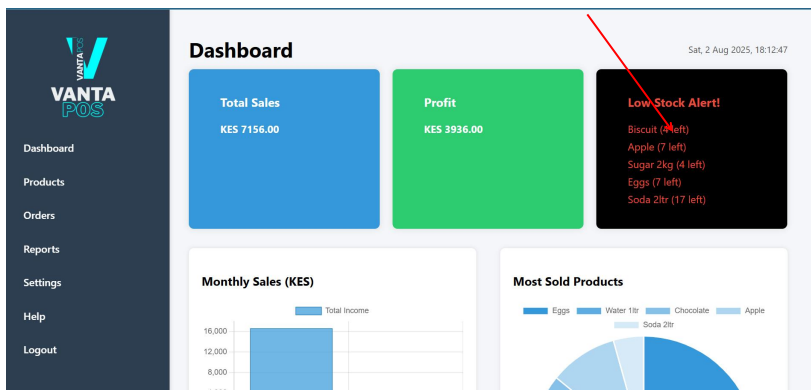 VANTAPOS
VANTA
POS
Dashboard
Products
Orders
Reports
Settings
Help
Logout
Dashboard
Sat, 2 Aug 2025, 18:12:47
Total Sales
KES 7156.00
Profit
KES 3936.00
Low Stock Alert!
Biscuit (4 left)
Apple (7 left)
Sugar 2kg (4 left)
Eggs (7 left)
Soda 2ltr (17 left)
Monthly Sales (KES)
Total Income
16,000
12,000
8,000
Most Sold Products
Eggs Water 1ltr Chocolate Apple
Soda 2ltr